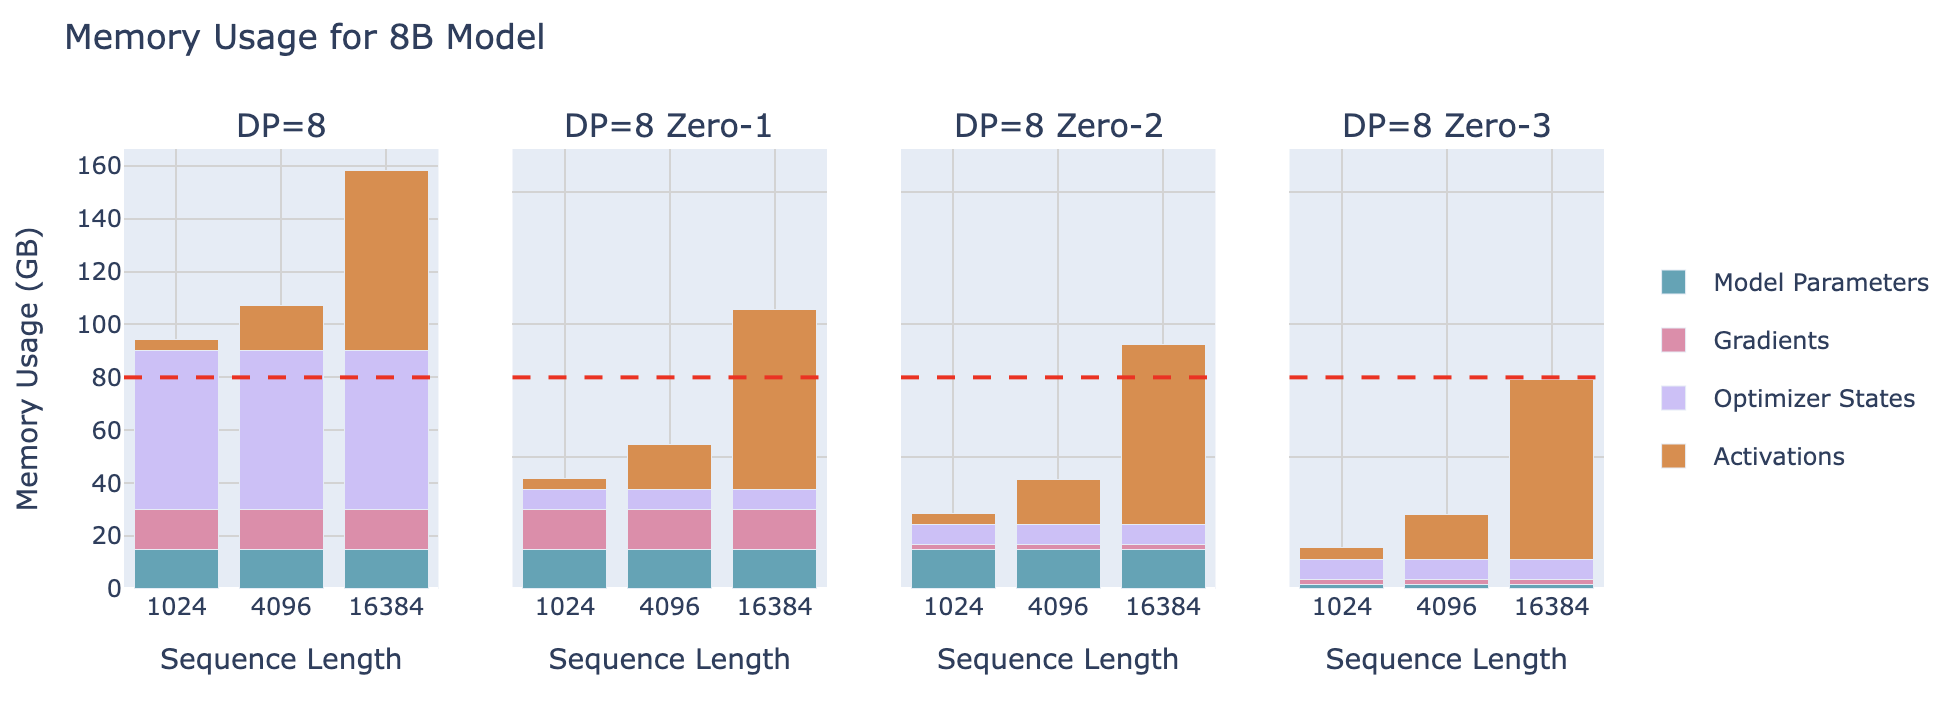 Memory Usage for 8B Model
DP=8
DP=8 Zero-1
DP=8 Zero-2
DP=8 Zero-3
Memory Usage (GB)
160
140
120
100
80
60
40
20
0
1024 4096 16384
1024 4096 16384
1024 4096 16384
1024 4096 16384
Sequence Length
Sequence Length
Sequence Length
Sequence Length
Model Parameters
Gradients
Optimizer States
Activations